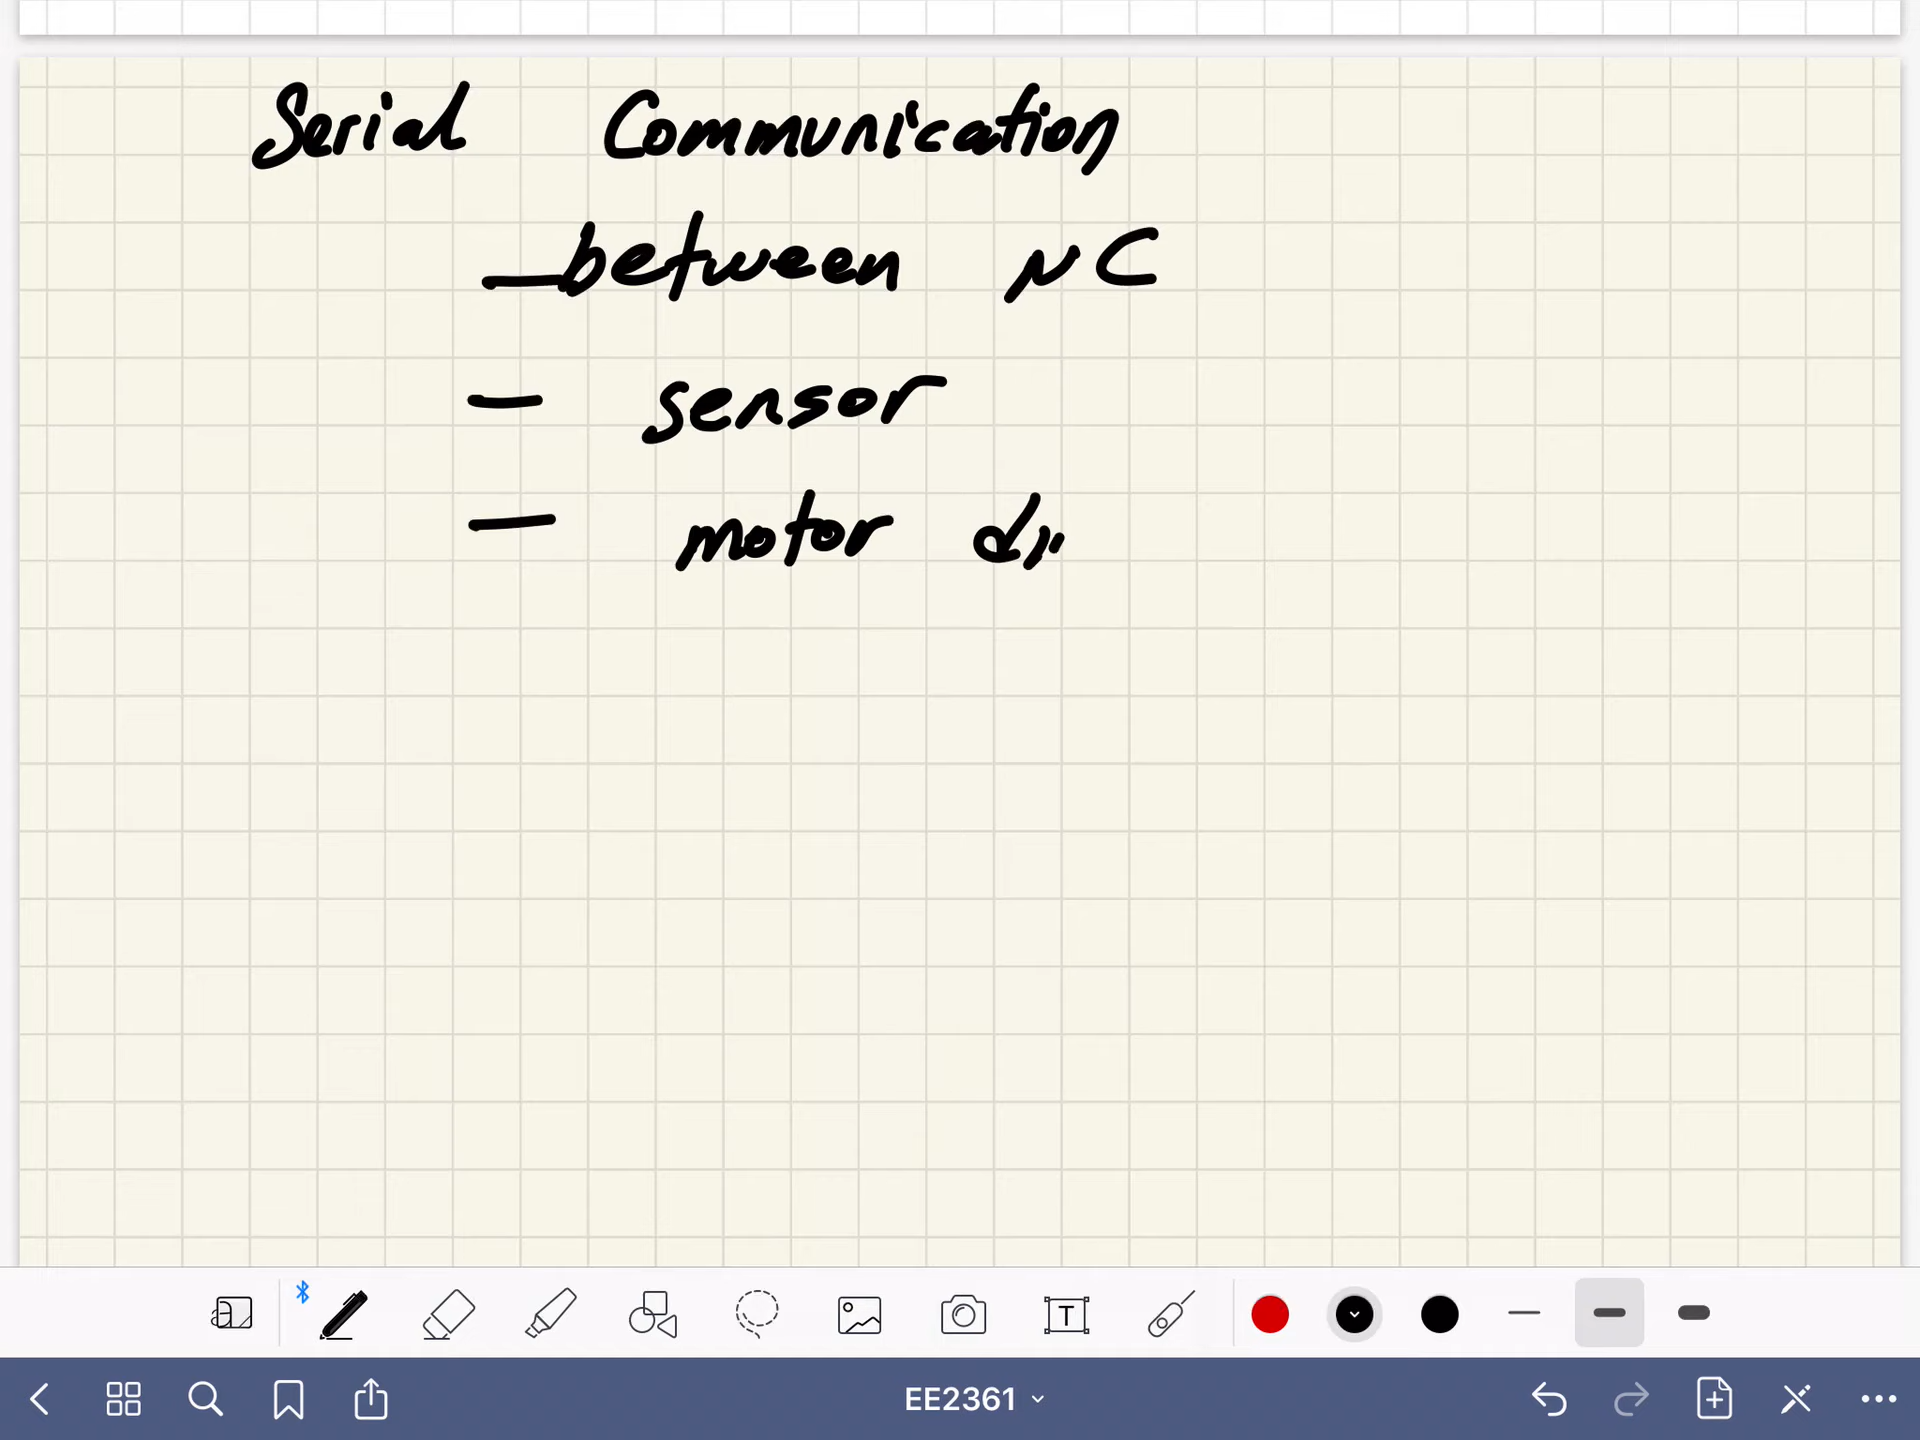 Serial Communication
- between μC
- sensor
- motor
T
EE2361